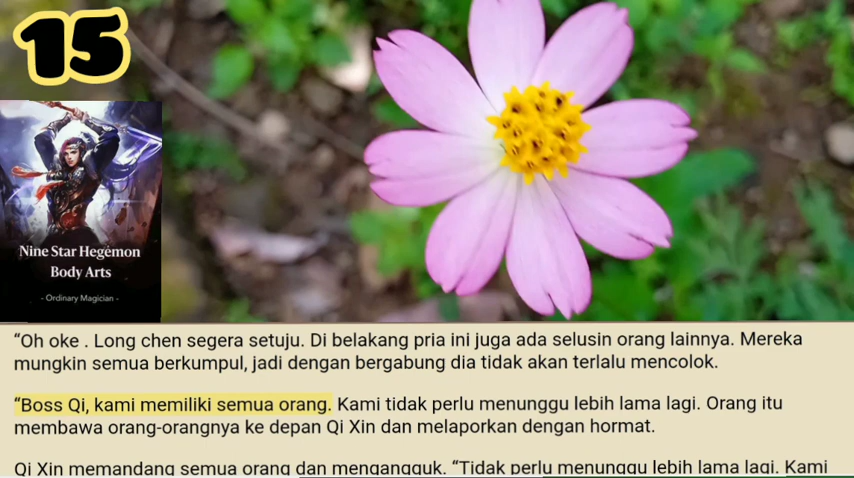 15
Nine Star Hegemon
Body Arts
- Ordinary Magician -
“Oh oke . Long chen segera setuju. Di belakang pria ini juga ada selusin orang lainnya. Mereka
mungkin semua berkumpul, jadi dengan bergabung dia tidak akan terlalu mencolok.
“Boss Qi, kami memiliki semua orang. Kami tidak perlu menunggu lebih lama lagi. Orang itu
membawa orang-orangnya ke depan Qi Xin dan melaporkan dengan hormat.
Qi Xin memandang semua orang dan mengangguk. “Tidak perlu menunggu lebih lama lagi. Kami